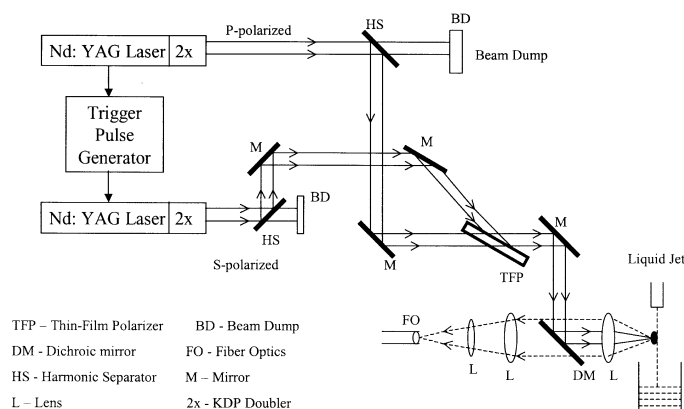 HS
BD
P-polarized
Nd: YAG Laser
2x
Beam Dump
Trigger
Pulse
Generator
M
M
Nd: YAG Laser
2x
BD
HS
M
S-polarized
M
TFP
Liquid Jet
TFP – Thin-Film Polarizer
BD - Beam Dump
FO
DM - Dichroic mirror
FO - Fiber Optics
HS - Harmonic Separator
M – Mirror
L
L
DM
L
L – Lens
2x - KDP Doubler